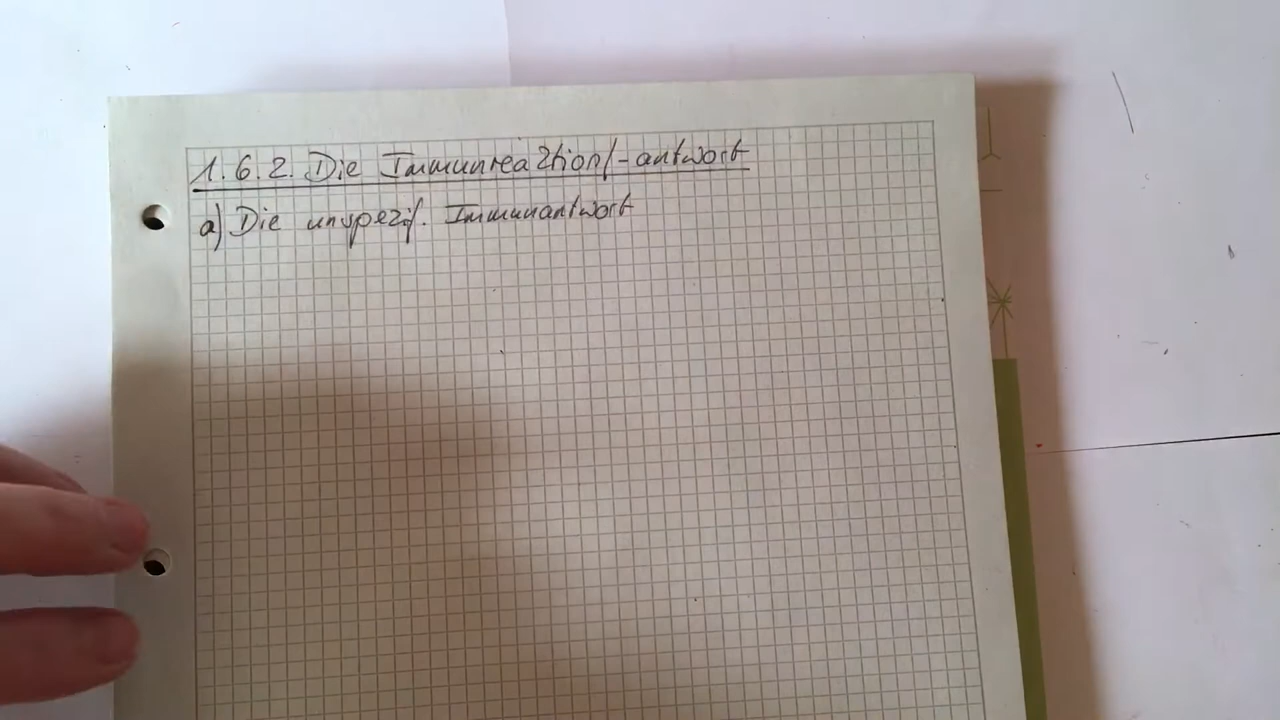 1.6.2. Die Immunreaktion/-antwort
a) Die unspezif. Immunantwort